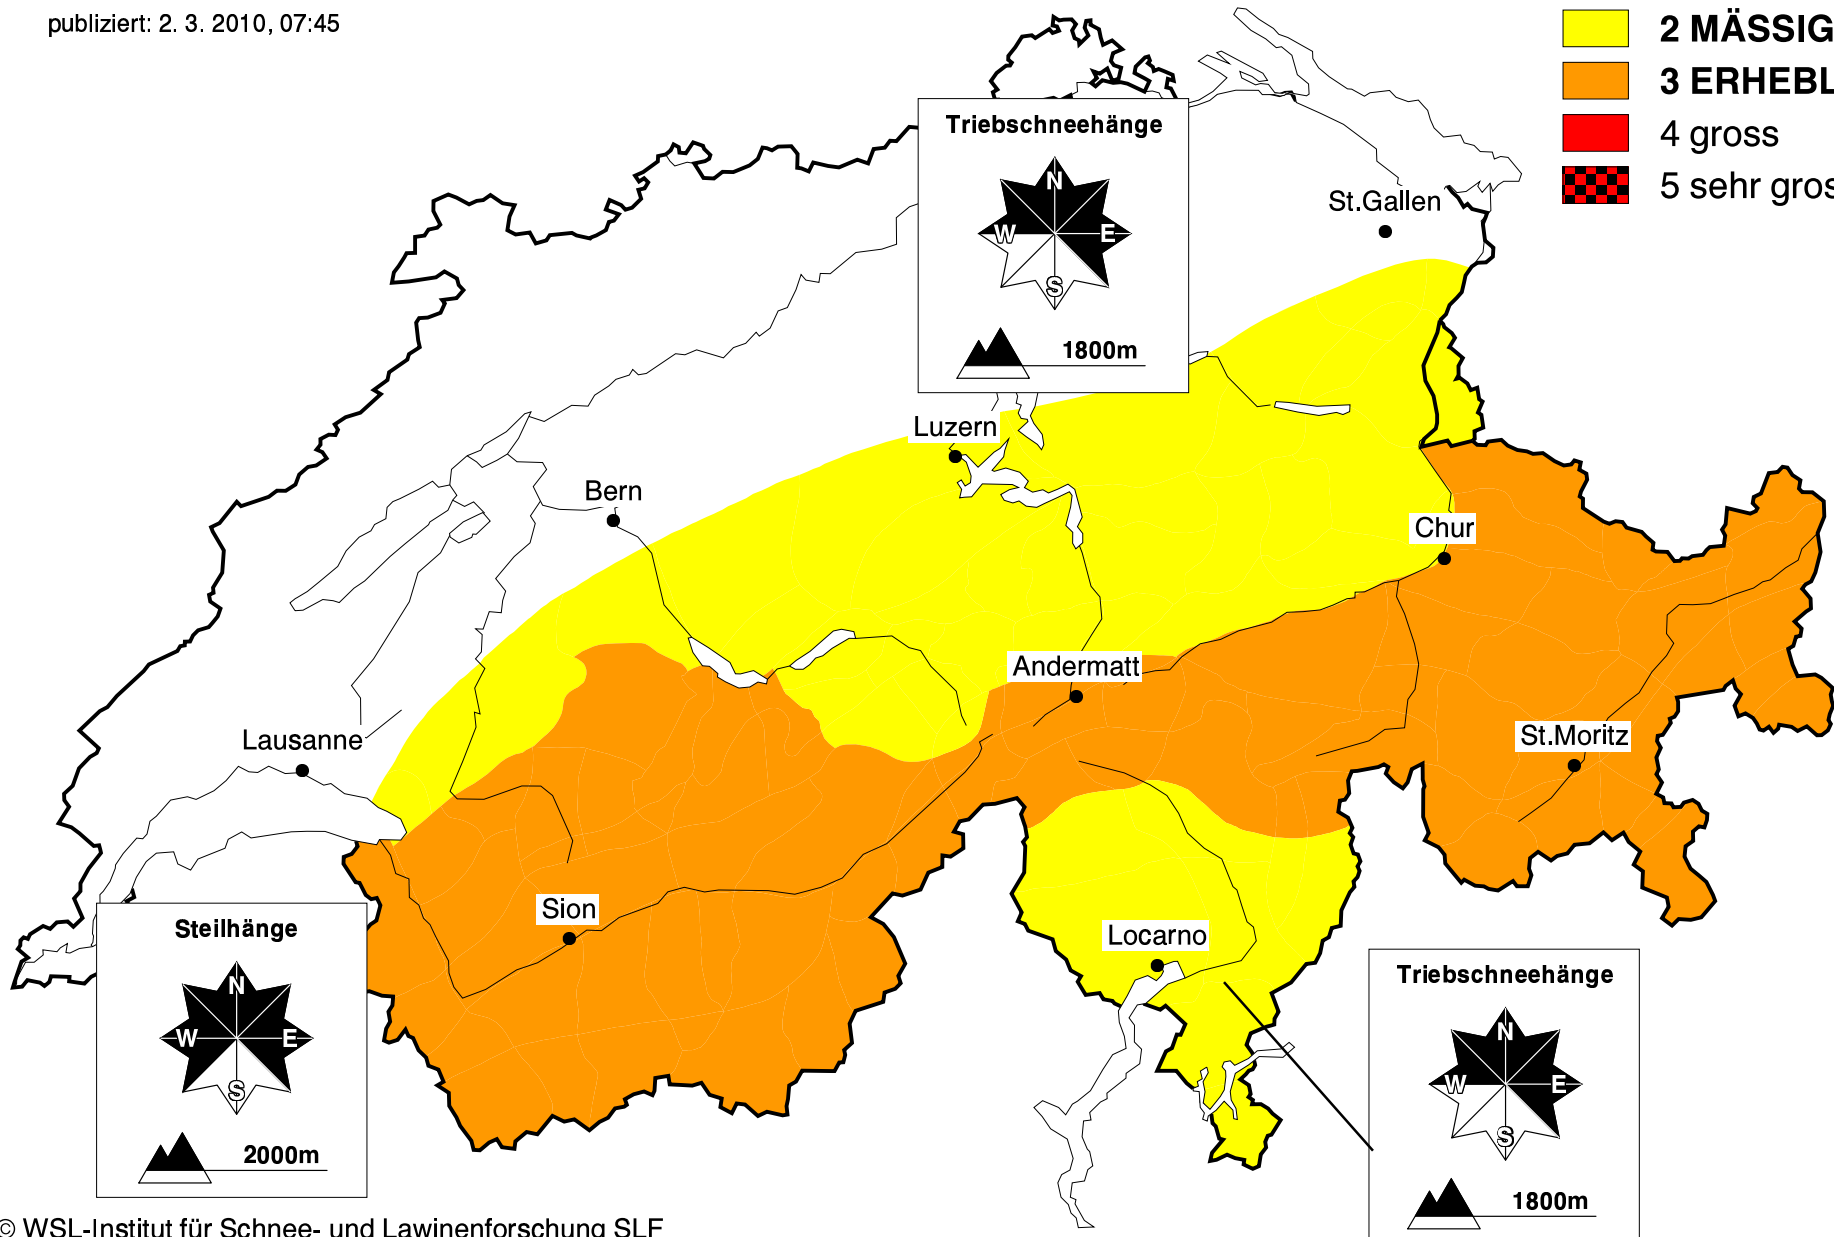 publiziert: 2. 3. 2010, 07:45
2 MÄSSIG
3 ERHEBL
4 gross
5 sehr gros
Triebschneehänge
N
W E
S
1800m
St.Gallen
Luzern
Bern
Chur
Andermatt
Lausanne
St.Moritz
Sion
Locarno
Steilhänge
N
W E
S
2000m
Triebschneehänge
N
W E
S
1800m
© WSL-Institut für Schnee- und Lawinenforschung SLF